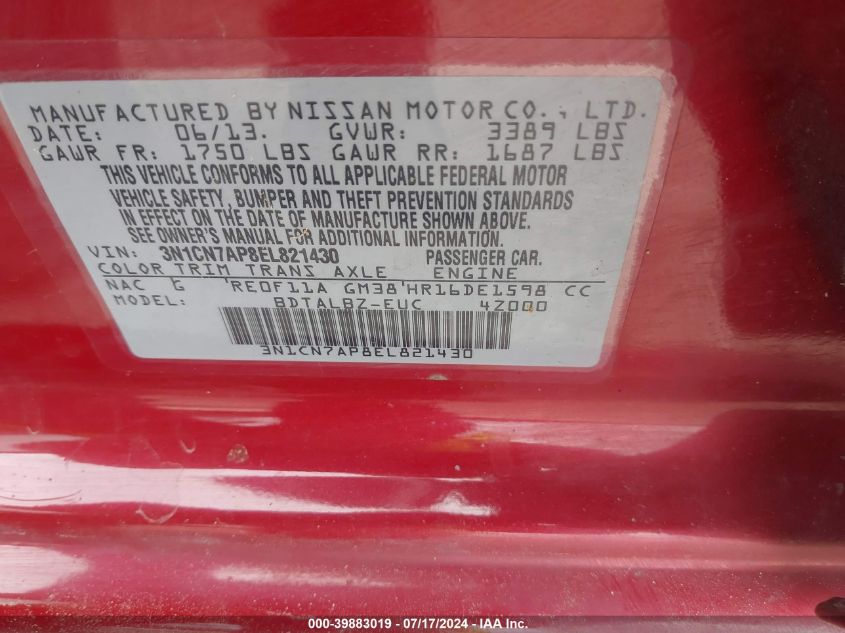 MANUFACTURED BY NISSAN MOTOR CO., LTD.
DATE: 06/13. GVWR: 3389 LBS
GAWR FR: 1750 LBS GAWR RR: 1687 LBS
THIS VEHICLE CONFORMS TO ALL APPLICABLE FEDERAL MOTOR
VEHICLE SAFETY, BUMPER AND THEFT PREVENTION STANDARDS
IN EFFECT ON THE DATE OF MANUFACTURE SHOWN ABOVE.
SEE OWNER'S MANUAL FOR ADDITIONAL INFORMATION.
VIN: 3N1CN7AP8EL821430 PASSENGER CAR.
COLOR TRIM TRANS AXLE ENGINE
NAC G RE0F11A GM38 HR16DE1598 CC
MODEL: BDTALBZ-EUC 4Z000
3N1CN7AP8EL821430
000-39883019 - 07/17/2024 - IAA Inc.